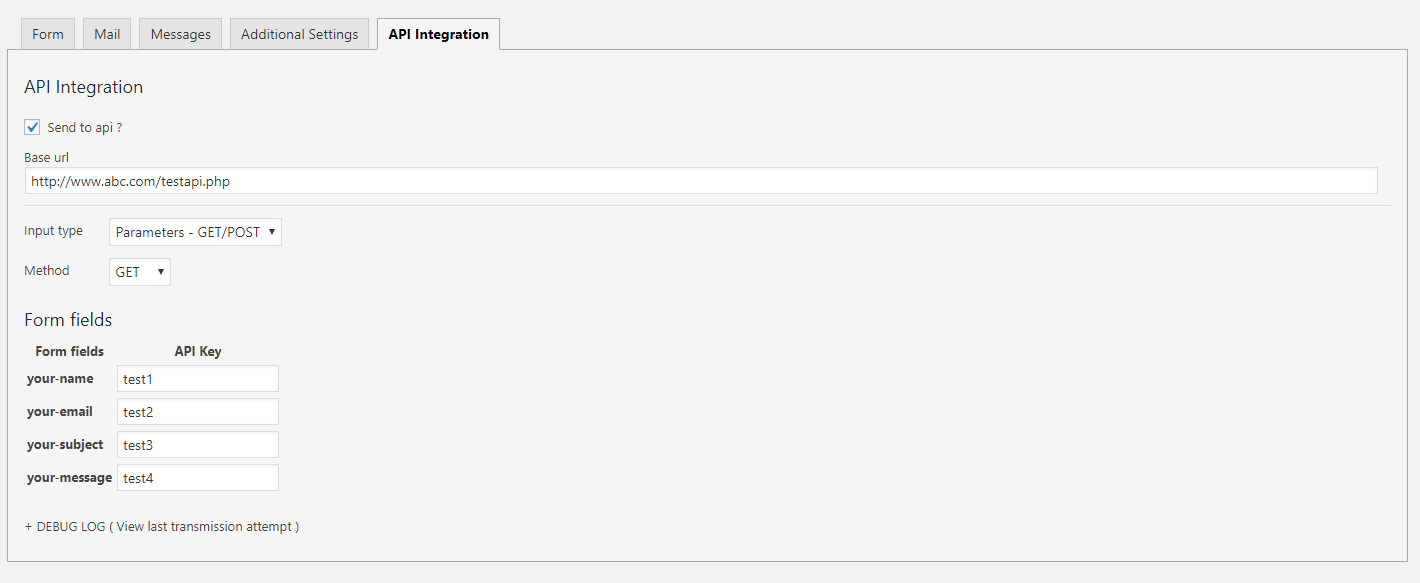 Form Mail Messages Additional Settings API Integration
API Integration
Send to api ?
Base url
http://www.abc.com/testapi.php
Input type Parameters - GET/POST
Method GET
Form fields
Form fields API Key
your-name test1
your-email test2
your-subject test3
your-message test4
+ DEBUG LOG ( View last transmission attempt )